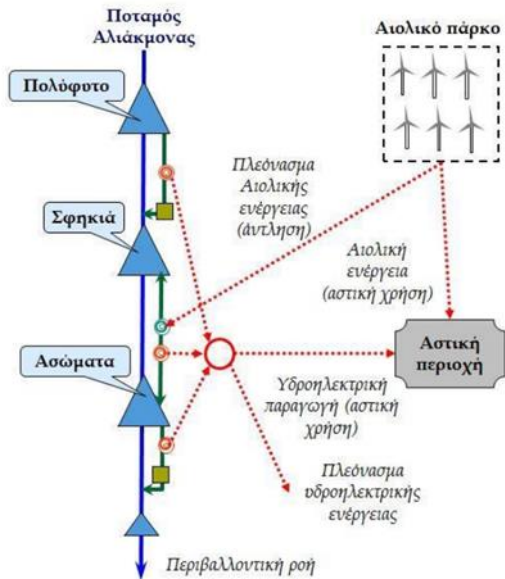 Ποταμός
Αλιάκμονας
Αιολικό πάρκο
Πολύφυτο
Πλεόνασμα
Αιολικής
ενέργειας
(άντληση)
Σφηκιά
Αιολική
ενέργεια
(αστική χρήση)
Αστική
περιοχή
Ασώματα
Υδροηλεκτρική
παραγωγή (αστική
χρήση)
Πλεόνασμα
υδροηλεκτρικής
ενέργειας
Περιβαλλοντική ροή